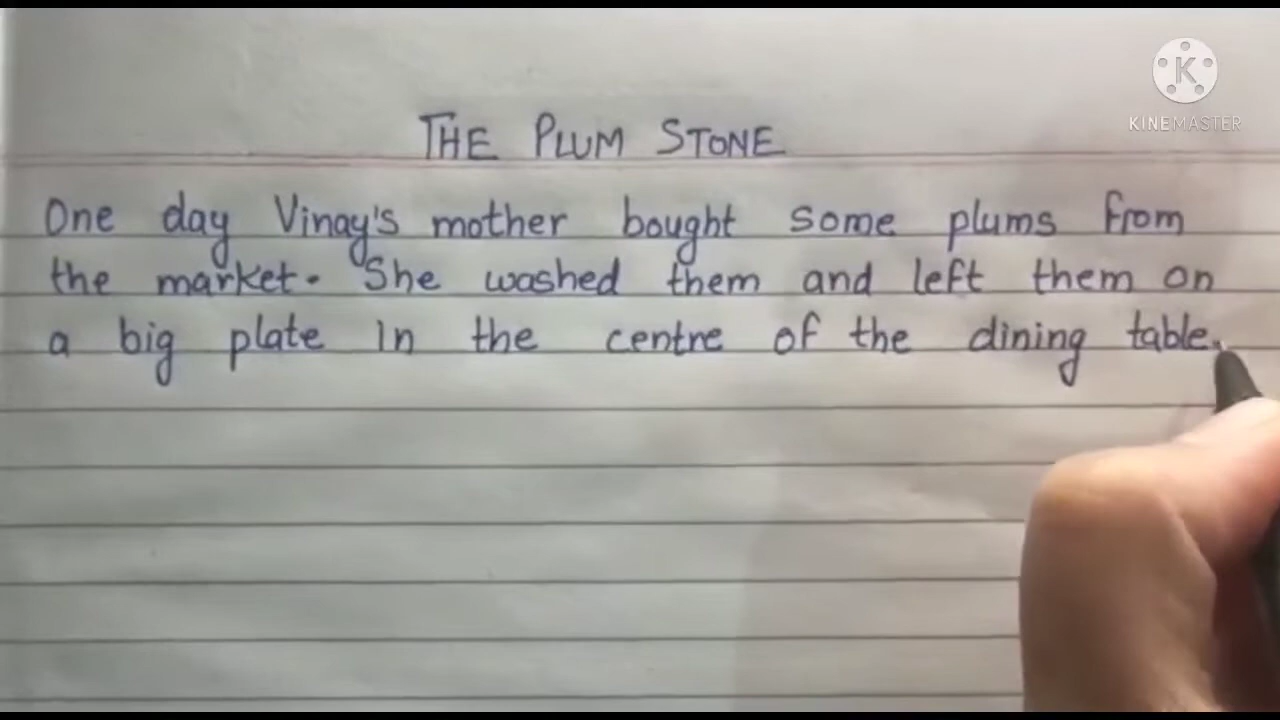 THE PLUM STONE
One day Vinay's mother bought some plums from
the market. She washed them and left them on
a big plate in the centre of the dining table.
K
KINEMASTER